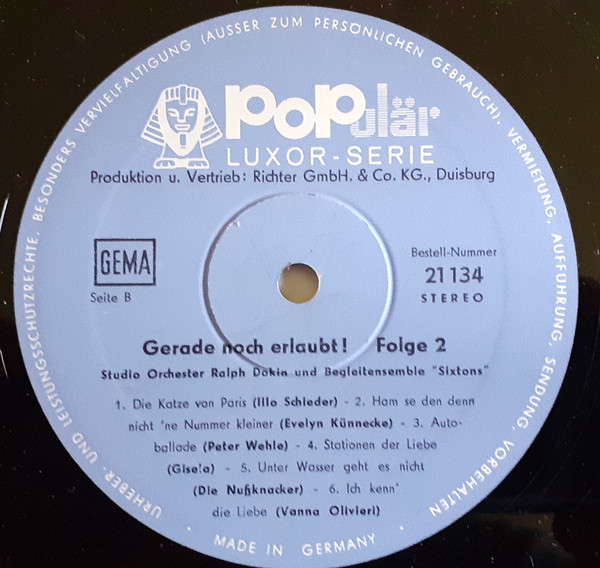 URHEBER- UND LEISTUNGSSCHUTZRECHTE, BESONDERS VERVIELFALTIGUNG (AUSSER ZUM PERSÖNLICHEN GEBRAUCH), VERMIETUNG, AUFFÜHRUNG, SENDUNG, VORBEHALTEN
POPulär
LUXOR-SERIE
Produktion u. Vertrieb: Richter GmbH. & Co. KG., Duisburg
GEMA
Seite B
Bestell-Nummer
21 134
STEREO
Gerade noch erlaubt! Folge 2
Studio Orchester Ralph Dokin und Begleitensemble "Sixtons"
1. Die Katze von Paris (Illo Schieder) - 2. Ham se den denn
nicht 'ne Nummer kleiner (Evelyn Künnecke) - 3. Auto-
ballade (Peter Wehle) - 4. Stationen der Liebe
(Gisela) - 5. Unter Wasser geht es nicht
(Die Nußknacker) - 6. Ich kenn'
die Liebe (Vanna Olivieri)
• MADE IN GERMANY •